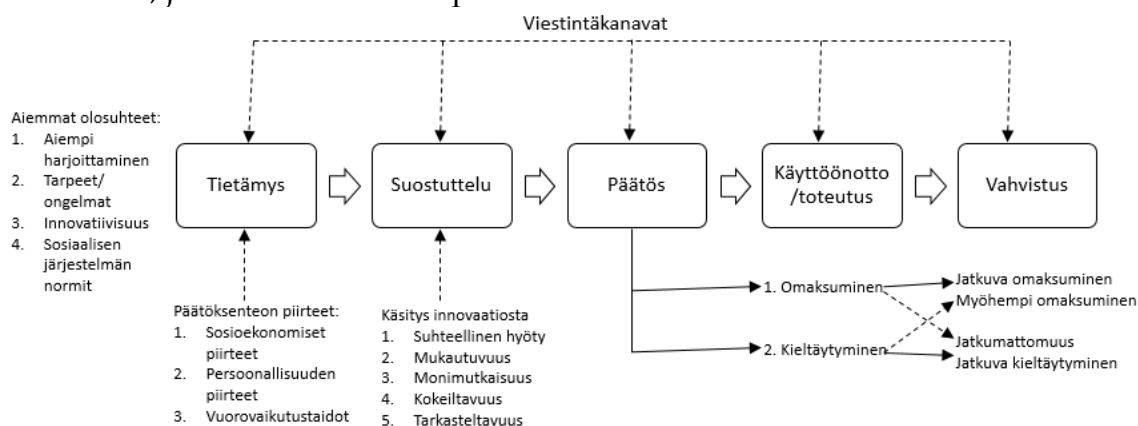 Viestintäkanavat
Aiemmat olosuhteet:
1. Aiempi
harjoittaminen
2. Tarpeet/
ongelmat
3. Innovatiivisuus
4. Sosiaalisen
järjestelmän
normit
Tietämys
Suostuttelu
Päätös
Käyttöönotto
/toteutus
Vahvistus
Päätöksenteon piirteet:
1. Sosioekonomiset
piirteet
2. Persoonallisuuden
piirteet
3. Vuorovaikutustaidot
Käsitys innovaatiosta
1. Suhteellinen hyöty
2. Mukautuvuus
3. Monimutkaisuus
4. Kokeiltavuus
5. Tarkasteltavuus
1. Omaksuminen
2. Kieltäytyminen
Jatkuva omaksuminen
Myöhempi omaksuminen
Jatkumattomuus
Jatkuva kieltäytyminen